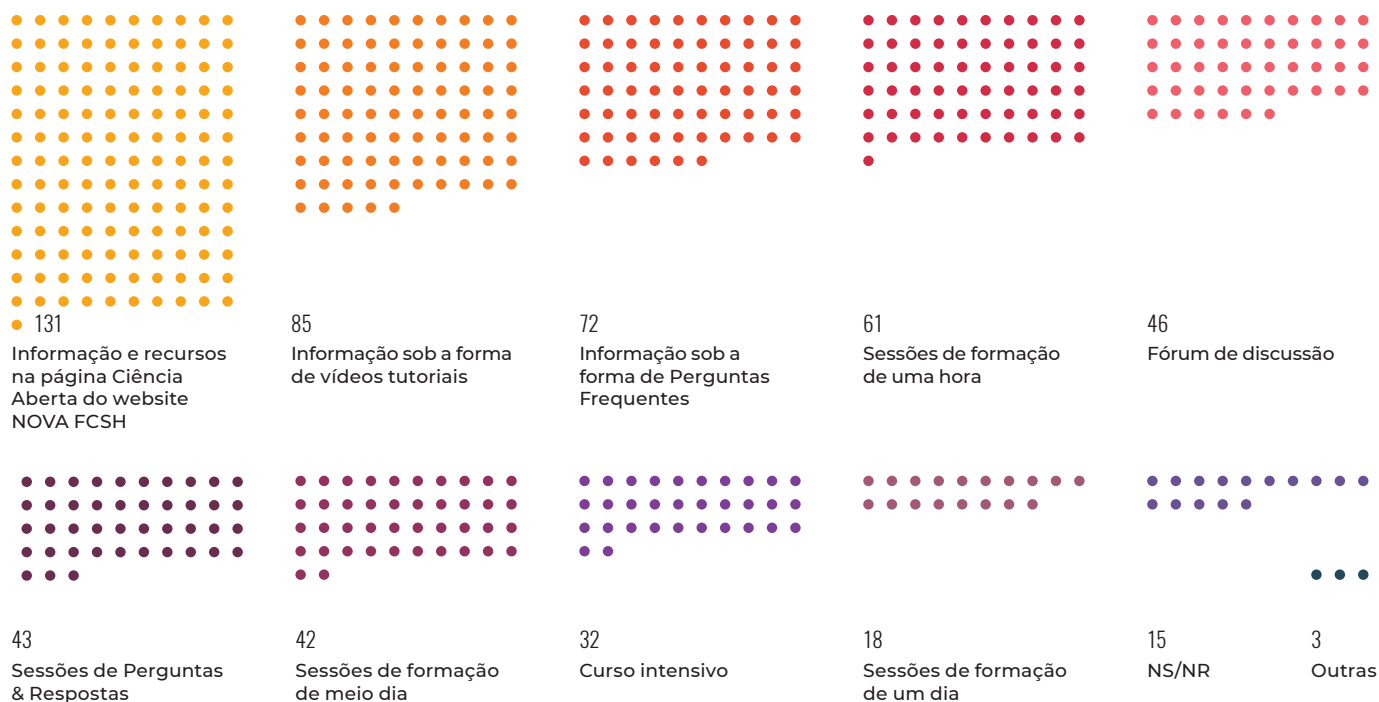 131
Informação e recursos
na página Ciência
Aberta do website
NOVA FCSH
85
Informação sob a forma
de vídeos tutoriais
72
Informação sob a
forma de Perguntas
Frequentes
61
Sessões de formação
de uma hora
46
Fórum de discussão
43
Sessões de Perguntas
& Respostas
42
Sessões de formação
de meio dia
32
Curso intensivo
18
Sessões de formação
de um dia
15
NS/NR
3
Outras